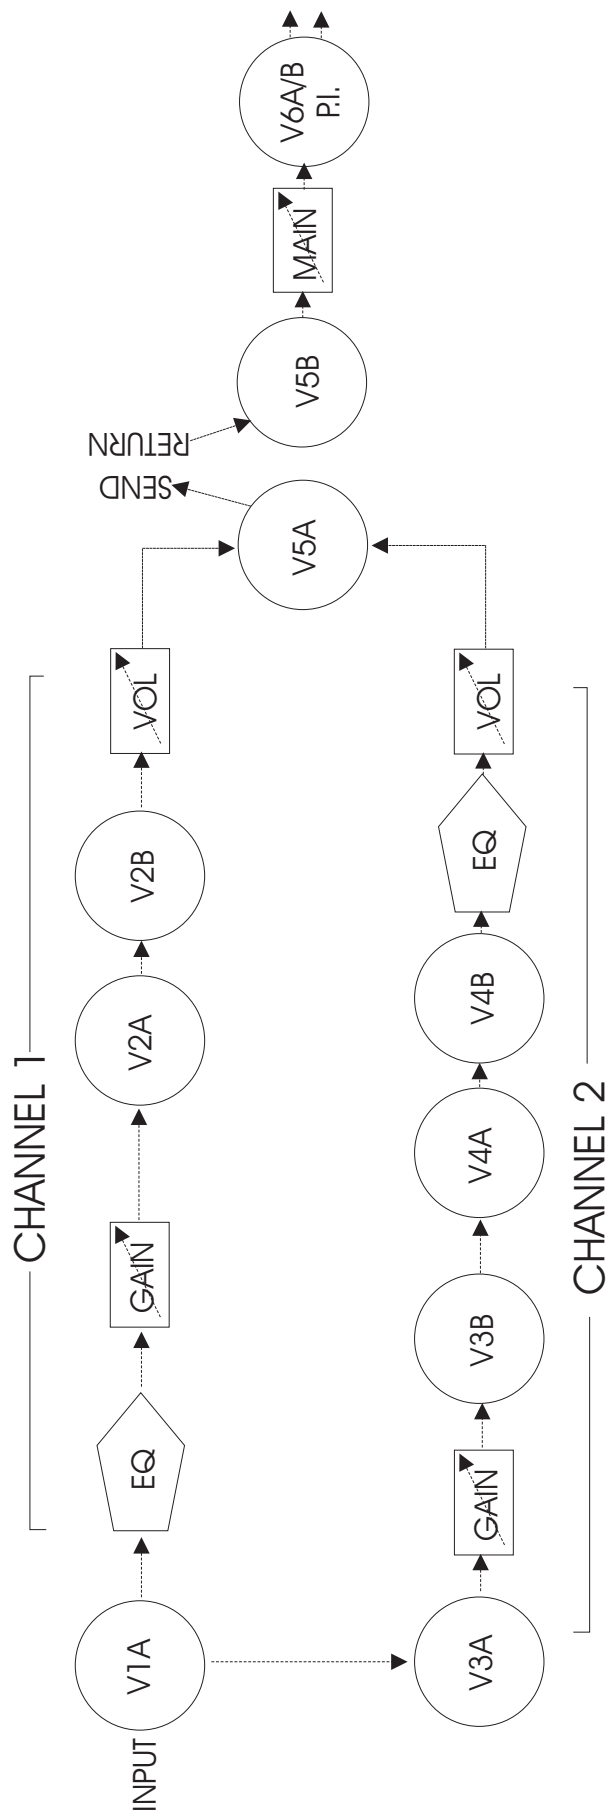 CHANNEL 1
INPUT
V1A
EQ
GAIN
V2A
V2B
VOL
SEND
RETURN
V5A
V5B
MAIN
V6A/B
P.I.
V3A
GAIN
V3B
V4A
V4B
EQ
VOL
CHANNEL 2